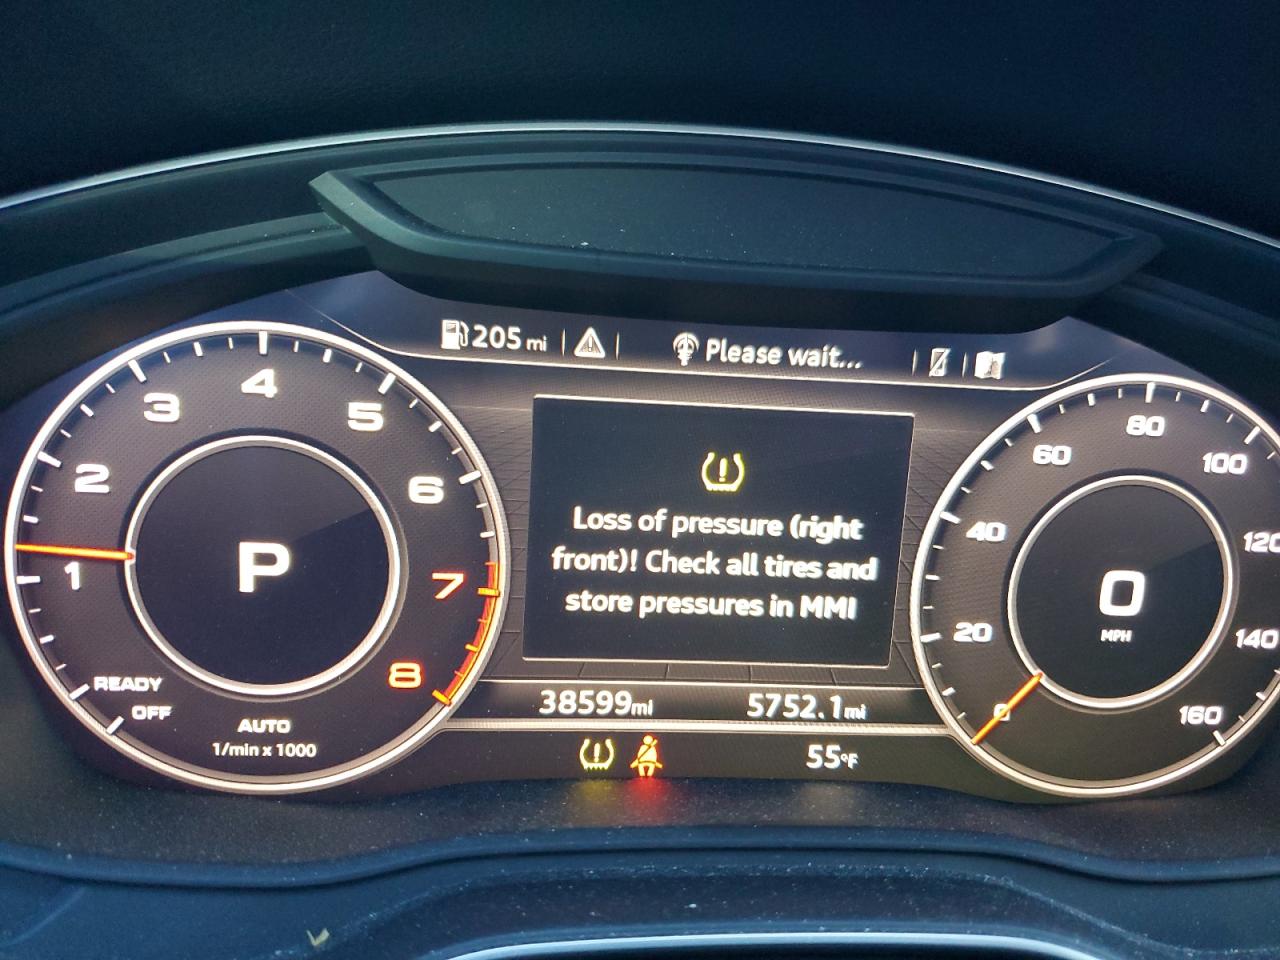 205 mi
Please wait...
1
2
3
4
5
6
7
8
P
READY
OFF
AUTO
1/min x 1000
Loss of pressure (right
front)! Check all tires and
store pressures in MMI
38599mi
5752.1mi
55°F
0
20
40
60
80
100
120
140
160
0
MPH